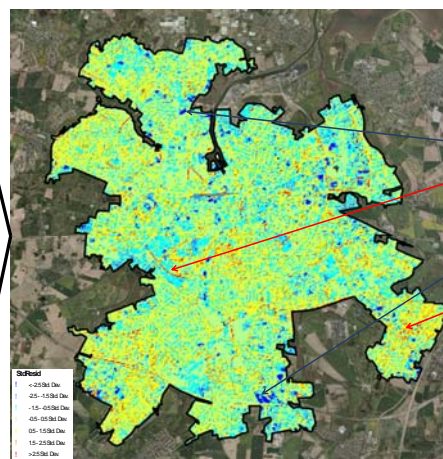 StdResid
< -2.5 Std. Dev.
-2.5 - -1.5 Std. Dev.
-1.5 - -0.5 Std. Dev.
-0.5 - 0.5 Std. Dev.
0.5 - 1.5 Std. Dev.
1.5 - 2.5 Std. Dev.
> 2.5 Std. Dev.